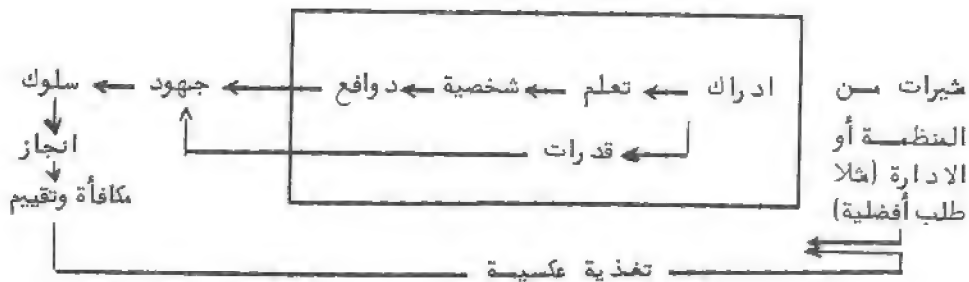 مثيرات من
المنظمة أو
الادارة (مثلا
طلب أفضلية)
ادراك ← تعلم ← شخصية ← دوافع ← جهود ← سلوك
قدرات
انجاز
مكافأة وتقييم
تغذية عكسية